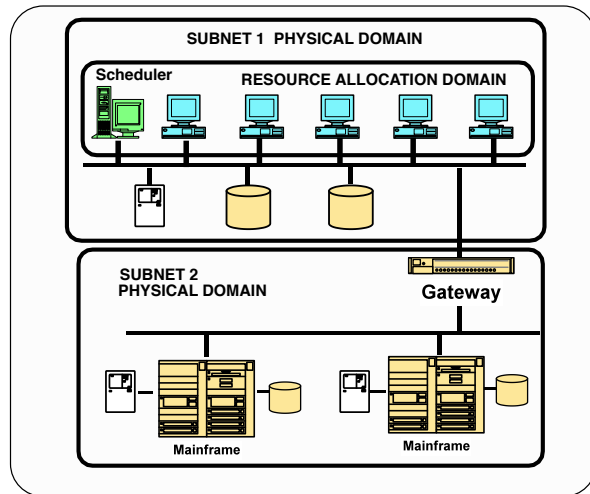 SUBNET 1 PHYSICAL DOMAIN
Scheduler
RESOURCE ALLOCATION DOMAIN
SUBNET 2
PHYSICAL DOMAIN
Gateway
Mainframe
Mainframe